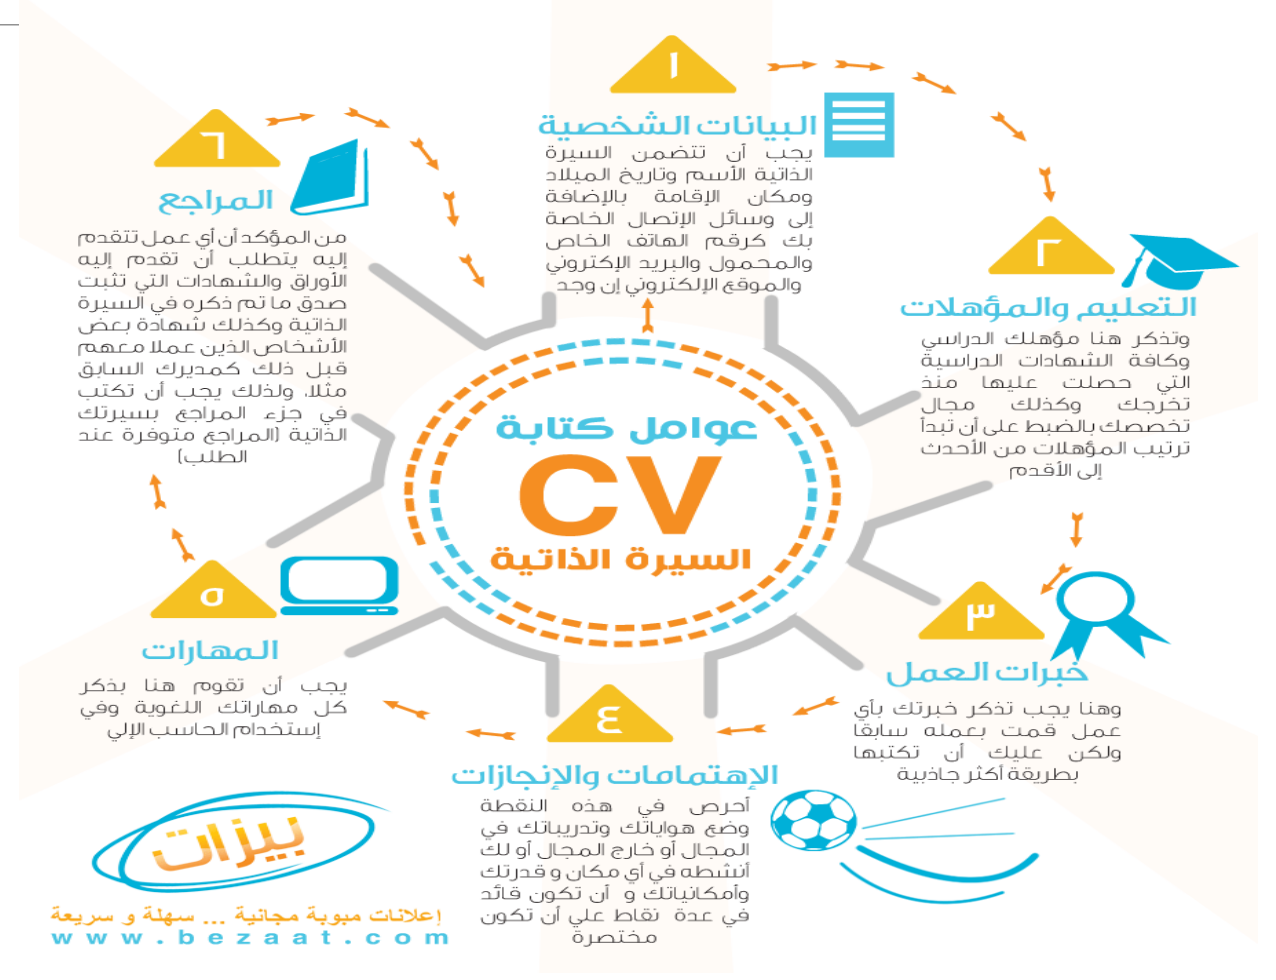 عوامل كتابة
CV
السيرة الذاتية
١
البيانات الشخصية
يجب أن تتضمن السيرة
الذاتية الأسم وتاريخ الميلاد
ومكان الإقامة بالإضافة
إلى وسائل الإتصال الخاصة
بك كرقم الهاتف الخاص
والمحمول والبريد الإكتروني
والموقع الإلكتروني إن وجد
٢
التعليم والمؤهلات
وتذكر هنا مؤهلك الدراسي
وكافة الشهادات الدراسية
التي حصلت عليها منذ
تخرجك وكذلك مجال
تخصصك بالضبط على أن تبدأ
ترتيب المؤهلات من الأحدث
إلى الأقدم
٣
خبرات العمل
وهنا يجب تذكر خبرتك بأي
عمل قمت بعمله سابقا
ولكن عليك أن تكتبها
بطريقة أكثر جاذبية
٤
الإهتمامات والإنجازات
أحرص في هذه النقطة
وضع هواياتك وتدريباتك في
المجال أو خارج المجال أو لك
أنشطه في أي مكان و قدرتك
وأمكانياتك و أن تكون قائد
في عدة نقاط علي أن تكون
مختصرة
٥
المهارات
يجب أن تقوم هنا بذكر
كل مهاراتك اللغوية وفي
إستخدام الحاسب الإلي
٦
المراجع
من المؤكد أن أي عمل تتقدم
إليه يتطلب أن تقدم إليه
الأوراق والشهادات التي تثبت
صدق ما تم ذكره في السيرة
الذاتية وكذلك شهادة بعض
الأشخاص الذين عملا معهم
قبل ذلك كمديرك السابق
مثلا، ولذلك يجب أن تكتب
في جزء المراجع بسيرتك
الذاتية (المراجع متوفرة عند
الطلب)
بيزات
إعلانات مبوبة مجانية ... سهلة و سريعة
www.bezaat.com